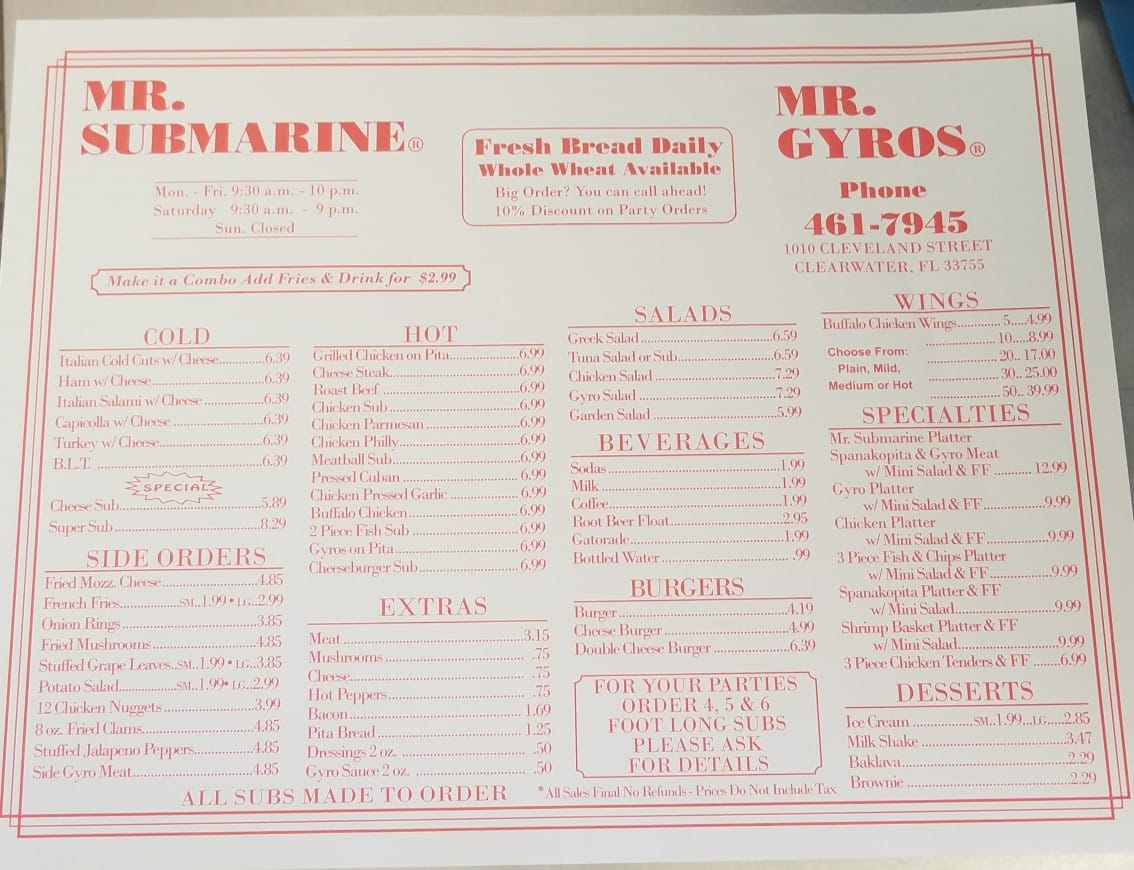 MR.
SUBMARINE®
Mon. - Fri. 9:30 a.m. - 10 p.m.
Saturday 9:30 a.m. - 9 p.m.
Sun. Closed
Fresh Bread Daily
Whole Wheat Available
Big Order? You can call ahead!
10% Discount on Party Orders
MR.
GYROS®
Phone
461-7945
1010 CLEVELAND STREET
CLEARWATER, FL 33755
Make it a Combo Add Fries & Drink for $2.99
COLD
Italian Cold Cuts w/ Cheese............6.39
Ham w/ Cheese............6.39
Italian Salami w/ Cheese............6.39
Capicolla w/ Cheese............6.39
Turkey w/ Cheese............6.39
B.L.T. ............6.39
SPECIAL
Cheese Sub............5.89
Super Sub............8.29
SIDE ORDERS
Fried Mozz. Cheese............4.85
French Fries............SM..1.99 • LG..2.99
Onion Rings............3.85
Fried Mushrooms............4.85
Stuffed Grape Leaves..SM..1.99 • LG..3.85
Potato Salad............SM..1.99• LG..2.99
12 Chicken Nuggets............3.99
8 oz. Fried Clams............4.85
Stuffed Jalapeno Peppers............4.85
Side Gyro Meat............4.85
HOT
Grilled Chicken on Pita............6.99
Cheese Steak............6.99
Roast Beef............6.99
Chicken Sub............6.99
Chicken Parmesan............6.99
Chicken Philly............6.99
Meatball Sub............6.99
Pressed Cuban............6.99
Chicken Pressed Garlic............6.99
Buffalo Chicken............6.99
2 Piece Fish Sub............6.99
Gyros on Pita............6.99
Cheeseburger Sub............6.99
EXTRAS
Meat............3.15
Mushrooms............75
Cheese............75
Hot Peppers............75
Bacon............1.69
Pita Bread............1.25
Dressings 2 oz. ............50
Gyro Sauce 2 oz. ............50
SALADS
Greek Salad............6.59
Tuna Salad or Sub............6.59
Chicken Salad............7.29
Gyro Salad............7.29
Garden Salad............5.99
BEVERAGES
Sodas............1.99
Milk............1.99
Coffee............1.99
Root Beer Float............2.95
Gatorade............1.99
Bottled Water............99
BURGERS
Burger............4.19
Cheese Burger............4.99
Double Cheese Burger............6.39
FOR YOUR PARTIES
ORDER 4, 5 & 6
FOOT LONG SUBS
PLEASE ASK
FOR DETAILS
WINGS
Buffalo Chicken Wings............ 5....4.99
............10....8.99
Choose From: ............20.. 17.00
Plain, Mild, ............30.. 25.00
Medium or Hot ............50.. 39.99
SPECIALTIES
Mr. Submarine Platter
Spanakopita & Gyro Meat
w/ Mini Salad & FF .......... 12.99
Gyro Platter
w/ Mini Salad & FF............9.99
Chicken Platter
w/ Mini Salad & FF............9.99
3 Piece Fish & Chips Platter
w/ Mini Salad & FF............9.99
Spanakopita Platter & FF
w/ Mini Salad............9.99
Shrimp Basket Platter & FF
w/ Mini Salad............9.99
3 Piece Chicken Tenders & FF .......6.99
DESSERTS
Ice Cream ............SM..1.99...LG....2.85
Milk Shake............3.47
Baklava............2.29
Brownie............2.29
ALL SUBS MADE TO ORDER
*All Sales Final No Refunds - Prices Do Not Include Tax